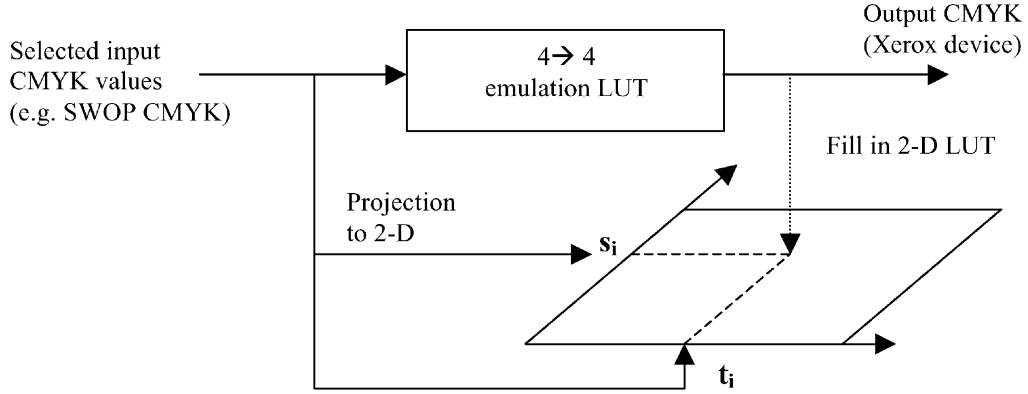 Selected input
CMYK values
(e.g. SWOP CMYK)
4→ 4
emulation LUT
Output CMYK
(Xerox device)
Fill in 2-D LUT
Projection
to 2-D
si
ti